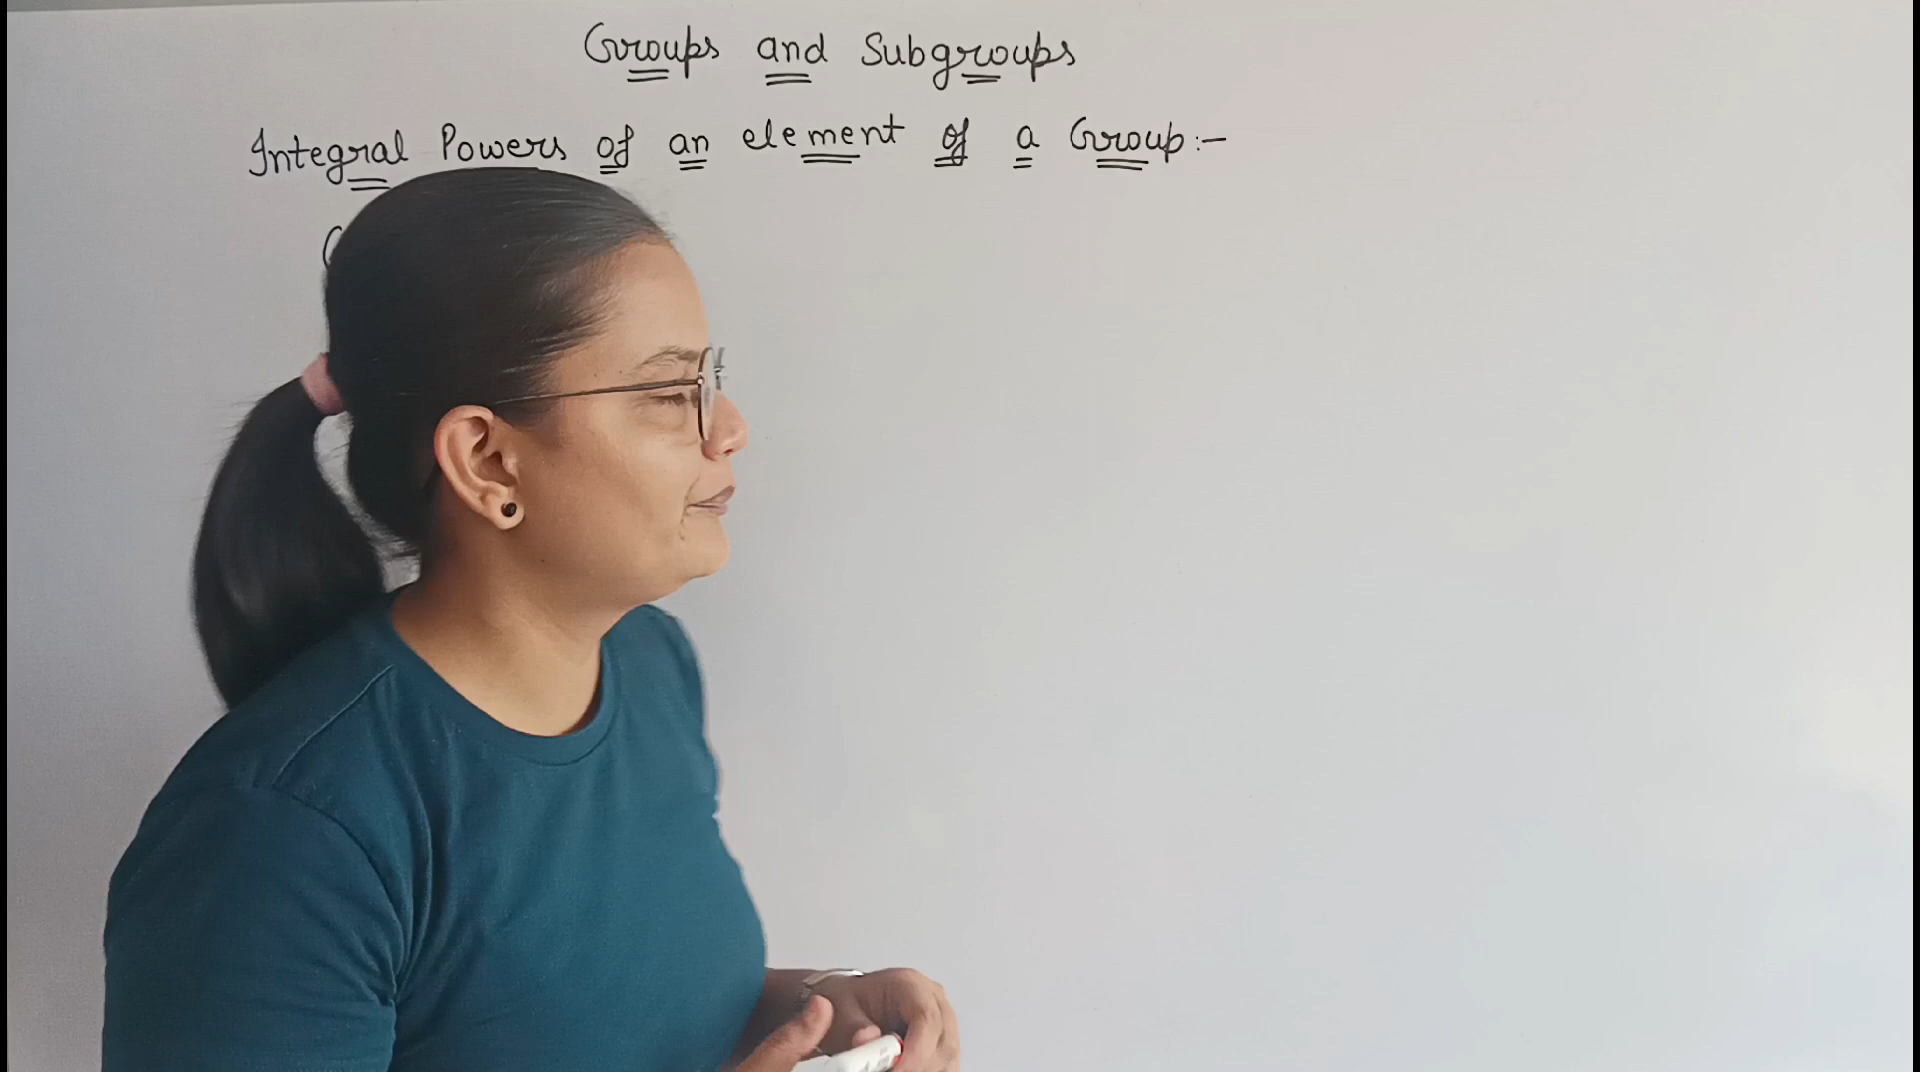 Groups and Subgroups
Integral Powers of an element of a Group:-